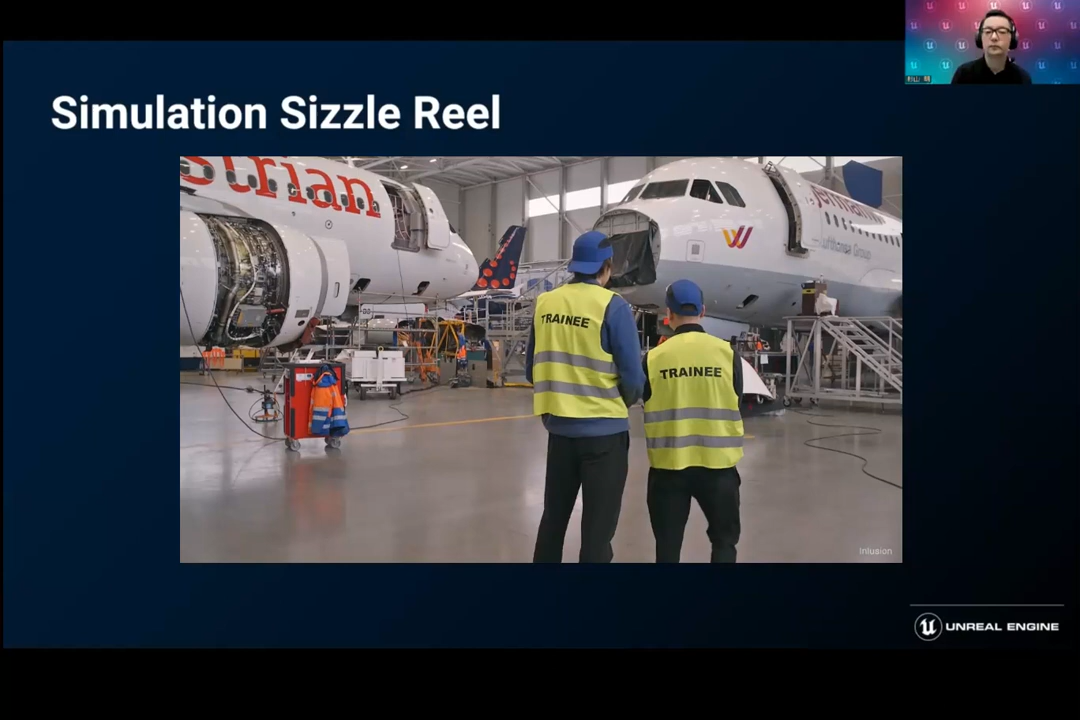 Simulation Sizzle Reel
strian
TRAINEE
TRAINEE
Lufthansa Group
Inlusion
UNREAL ENGINE